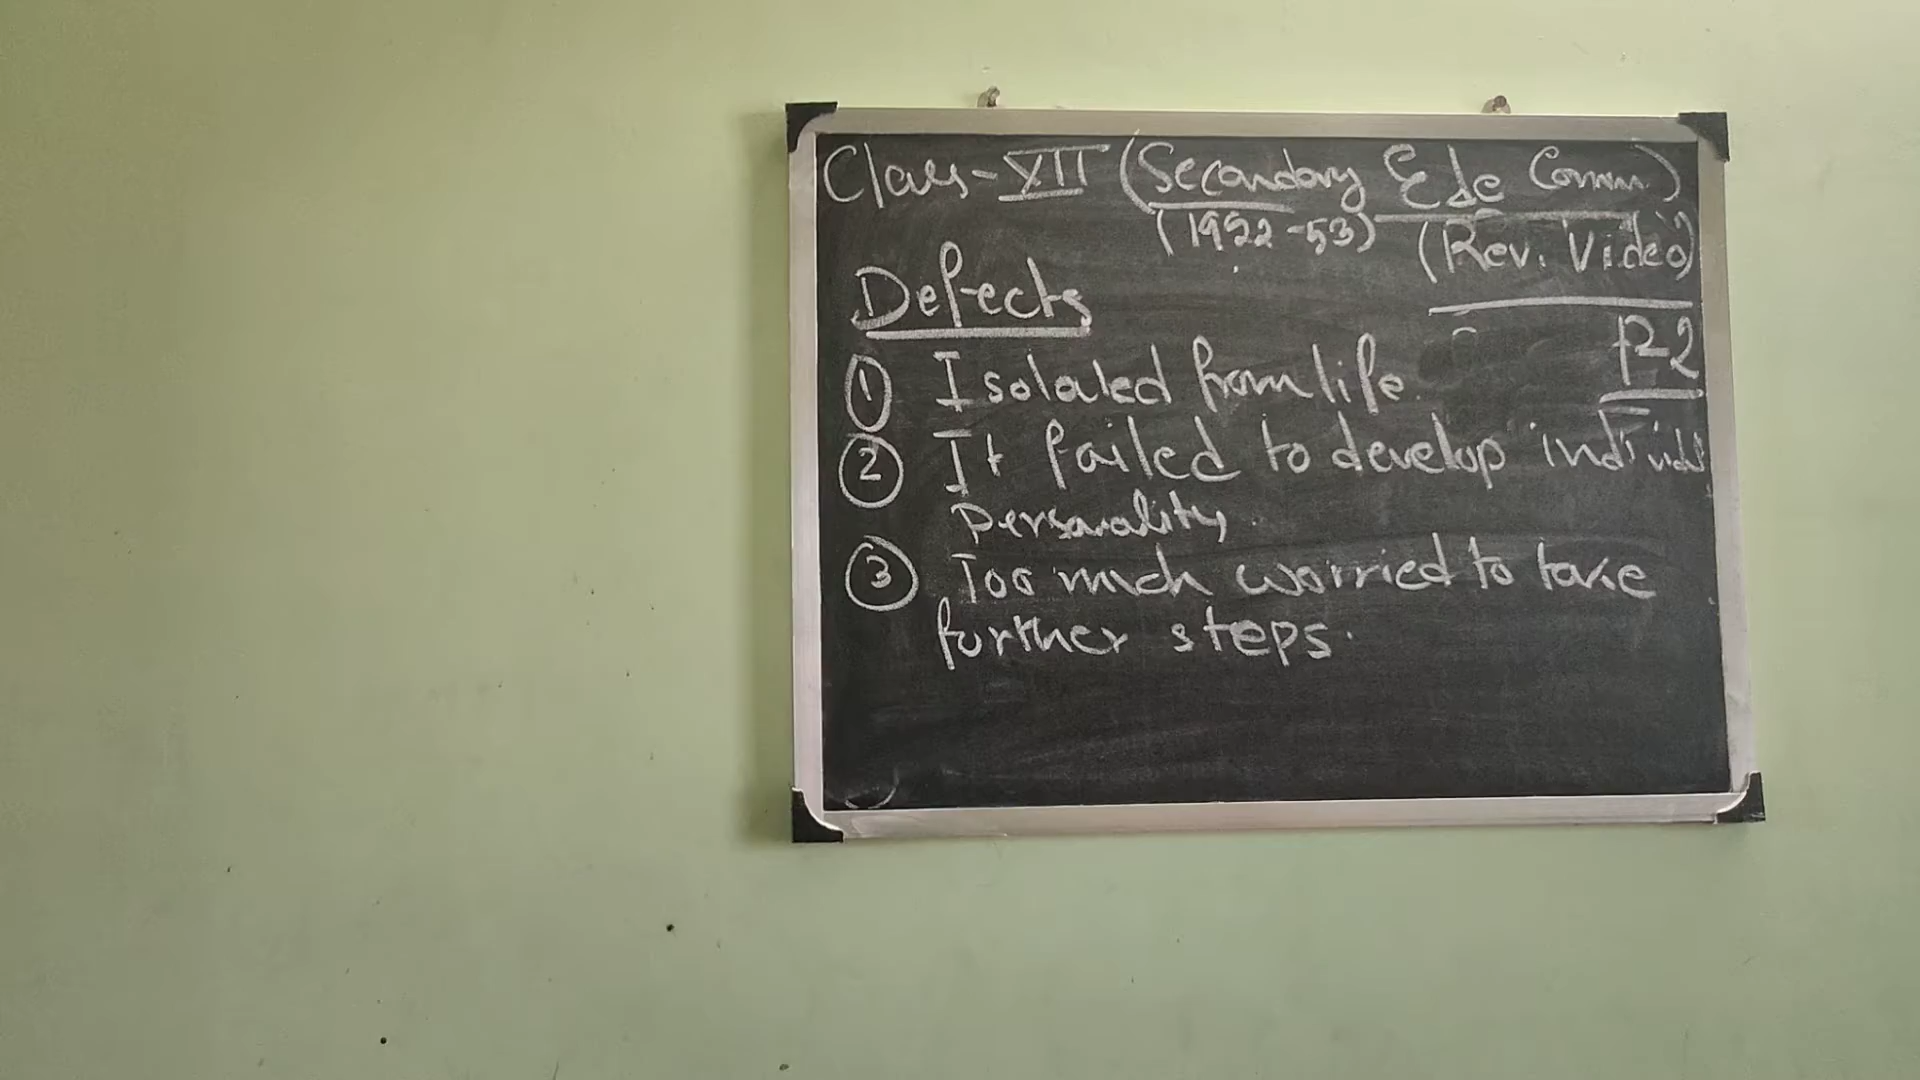 Class-XII (Secondary Edc Comm.)
(1952-53)
(Rev. Video)
Defects
P2
① Isolated from life.
② It failed to develop individual
personality.
③ Too much worried to take
further steps.